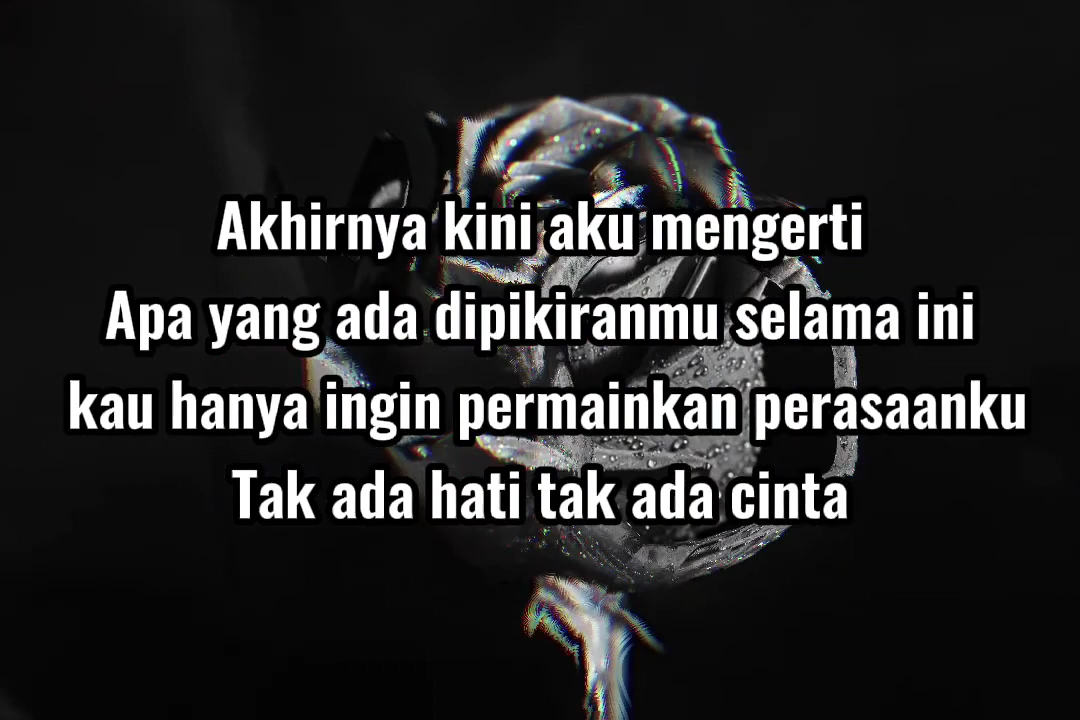 Akhirnya kini aku mengerti
Apa yang ada dipikiranmu selama ini
kau hanya ingin permainkan perasaanku
Tak ada hati tak ada cinta